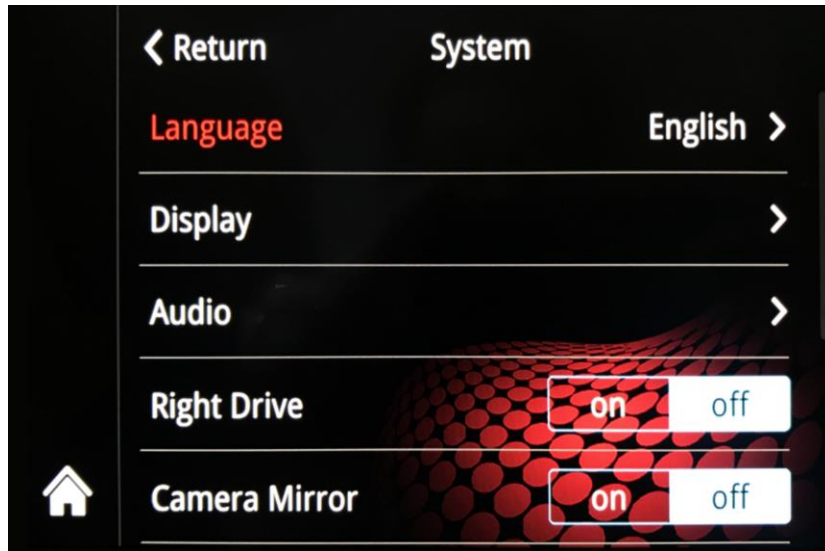 Return System
Language English
Display
Audio
Right Drive on off
Camera Mirror on off